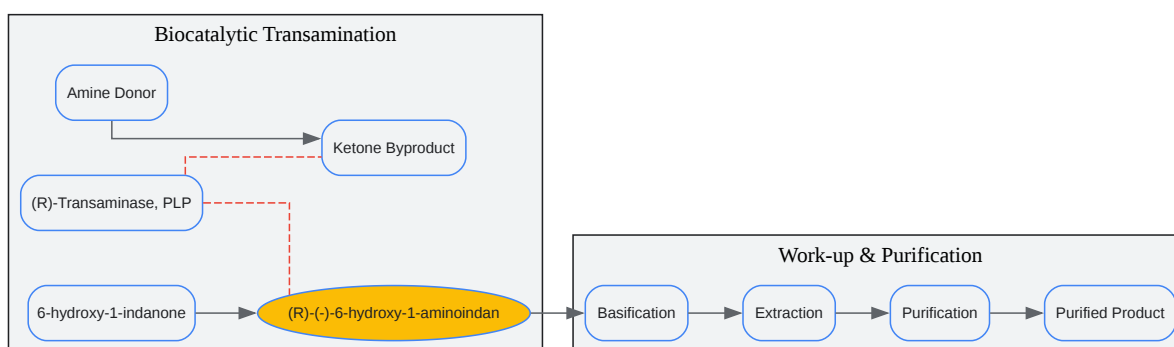 Biocatalytic Transamination
Amine Donor
Ketone Byproduct
(R)-Transaminase, PLP
6-hydroxy-1-indanone
(R)-(-)-6-hydroxy-1-aminoindan
Work-up & Purification
Basification
Extraction
Purification
Purified Product